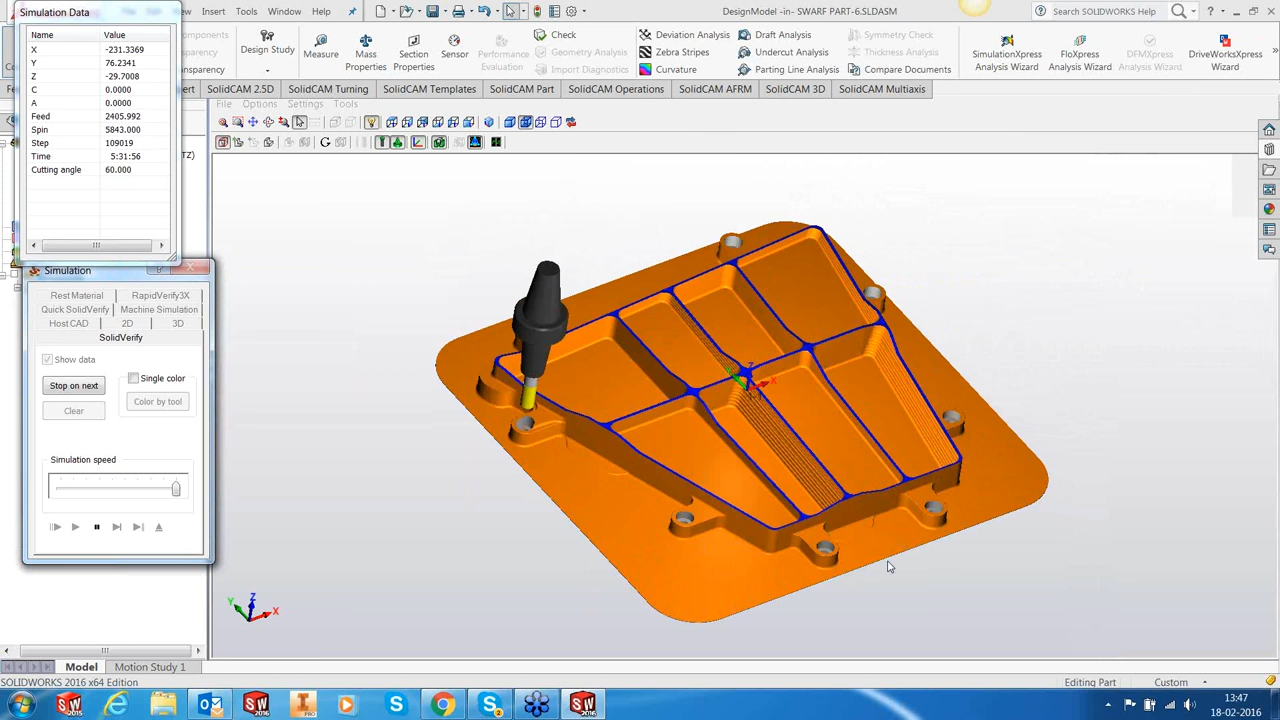 Simulation Data
Name Value
X -231.3369
Y 76.2341
Z -29.7008
C 0.0000
A 0.0000
Feed 2405.992
Spin 5843.000
Step 109019
Time 5:31:56
Cutting angle 60.000
Insert Tools Window Help
DesignModel -in- SWARF PART-6.SLDASM
Search SOLIDWORKS Help
Design Study
Measure
Mass Properties
Section Properties
Sensor
Performance Evaluation
Check
Geometry Analysis
Import Diagnostics
Deviation Analysis
Zebra Stripes
Curvature
Draft Analysis
Undercut Analysis
Parting Line Analysis
Symmetry Check
Thickness Analysis
Compare Documents
SimulationXpress Analysis Wizard
FloXpress Analysis Wizard
DFMXpress Analysis Wizard
DriveWorksXpress Wizard
SolidCAM 2.5D SolidCAM Turning SolidCAM Templates SolidCAM Part SolidCAM Operations SolidCAM AFRM SolidCAM 3D SolidCAM Multiaxis
File Options Tools
Simulation
Rest Material RapidVerify3X
Quick SolidVerify Machine Simulation
Host CAD 2D 3D
SolidVerify
Show data
Stop on next
Single color
Clear
Color by tool
Simulation speed
Z
X
Y
Z
X
Model Motion Study 1
SOLIDWORKS 2016 x64 Edition
Editing Part Custom
13:47
18-02-2016